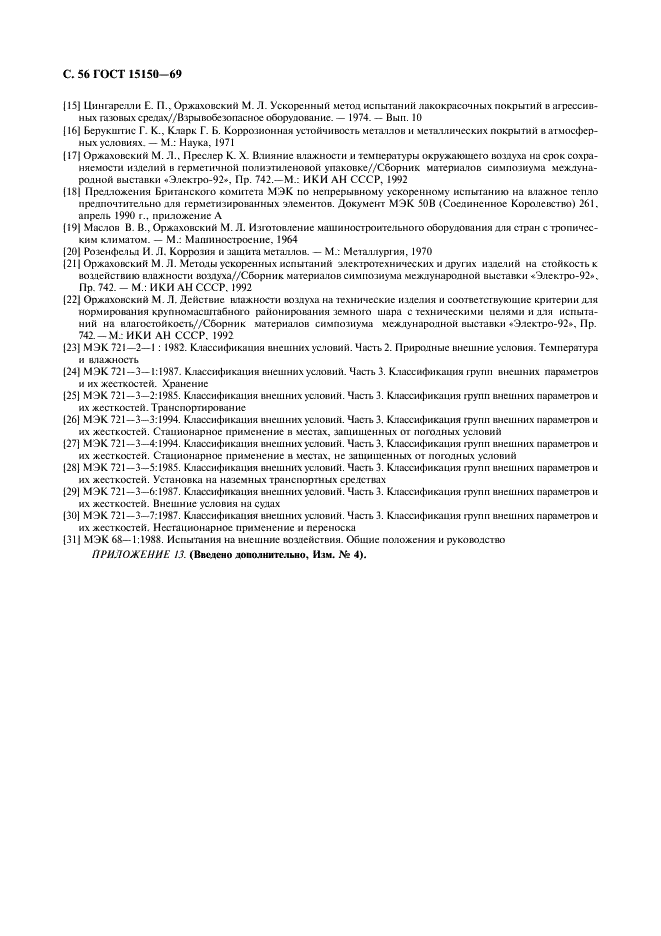 С. 56 ГОСТ 15150—69
[15] Цингарелли Е. П., Оржаховский М. Л. Ускоренный метод испытаний лакокрасочных покрытий в агрессив-
ных газовых средах//Взрывобезопасное оборудование. — 1974. — Вып. 10
[16] Берукштис Г. К., Кларк Г. Б. Коррозионная устойчивость металлов и металлических покрытий в атмосфер-
ных условиях. — М.: Наука, 1971
[17] Оржаховский М. Л., Преслер К. Х. Влияние влажности и температуры окружающего воздуха на срок сохра-
няемости изделий в герметичной полиэтиленовой упаковке//Сборник материалов симпозиума междуна-
родной выставки «Электро-92», Пр. 742.—М.: ИКИ АН СССР, 1992
[18] Предложения Британского комитета МЭК по непрерывному ускоренному испытанию на влажное тепло
предпочтительно для герметизированных элементов. Документ МЭК 50В (Соединенное Королевство) 261,
апрель 1990 г., приложение А
[19] Маслов В. В., Оржаховский М. Л. Изготовление машиностроительного оборудования для стран с тропичес-
ким климатом. — М.: Машиностроение, 1964
[20] Розенфельд И. Л. Коррозия и защита металлов. — М.: Металлургия, 1970
[21] Оржаховский М. Л. Методы ускоренных испытаний электротехнических и других изделий на стойкость к
воздействию влажности воздуха//Сборник материалов симпозиума международной выставки «Электро-92»,
Пр. 742. — М.: ИКИ АН СССР, 1992
[22] Оржаховский М. Л. Действие влажности воздуха на технические изделия и соответствующие критерии для
нормирования крупномасштабного районирования земного шара с техническими целями и для испыта-
ний на влагостойкость//Сборник материалов симпозиума международной выставки «Электро-92», Пр.
742.— М.: ИКИ АН СССР, 1992
[23] МЭК 721—2—1 : 1982. Классификация внешних условий. Часть 2. Природные внешние условия. Температура
и влажность
[24] МЭК 721—3—1:1987. Классификация внешних условий. Часть 3. Классификация групп внешних параметров
и их жесткостей. Хранение
[25] МЭК 721—3—2:1985. Классификация внешних условий. Часть 3. Классификация групп внешних параметров и
их жесткостей. Транспортирование
[26] МЭК 721—3—3:1994. Классификация внешних условий. Часть 3. Классификация групп внешних параметров и
их жесткостей. Стационарное применение в местах, защищенных от погодных условий
[27] МЭК 721—3—4:1994. Классификация внешних условий. Часть 3. Классификация групп внешних параметров и
их жесткостей. Стационарное применение в местах, не защищенных от погодных условий
[28] МЭК 721—3—5:1985. Классификация внешних условий. Часть 3. Классификация групп внешних параметров и
их жесткостей. Установка на наземных транспортных средствах
[29] МЭК 721—3—6:1987. Классификация внешних условий. Часть 3. Классификация групп внешних параметров и
их жесткостей. Внешние условия на судах
[30] МЭК 721—3—7:1987. Классификация внешних условий. Часть 3. Классификация групп внешних параметров и
их жесткостей. Нестационарное применение и переноска
[31] МЭК 68—1:1988. Испытания на внешние воздействия. Общие положения и руководство
ПРИЛОЖЕНИЕ 13. (Введено дополнительно, Изм. № 4).